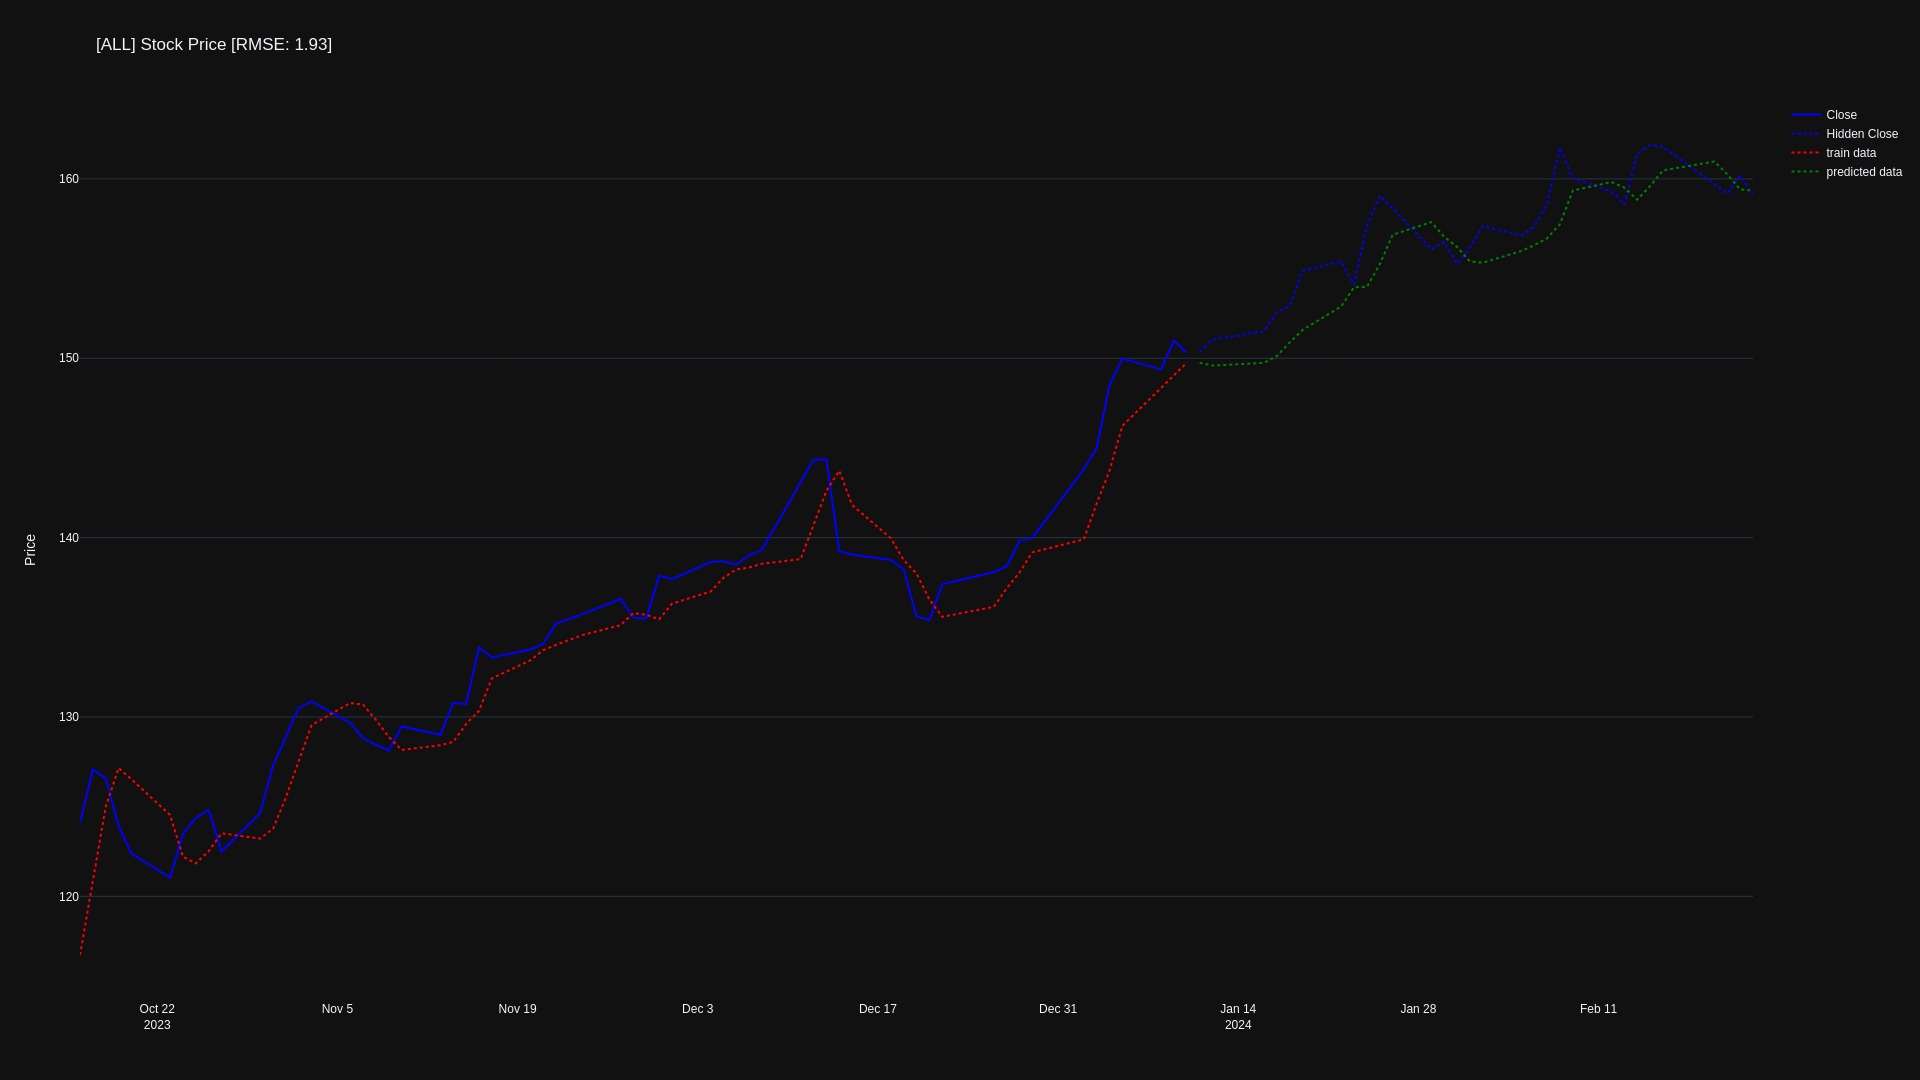 [ALL] Stock Price [RMSE: 1.93]
Close
Hidden Close
train data
predicted data
160
150
140
130
120
Price
Oct 22
2023
Nov 5
Nov 19
Dec 3
Dec 17
Dec 31
Jan 14
2024
Jan 28
Feb 11